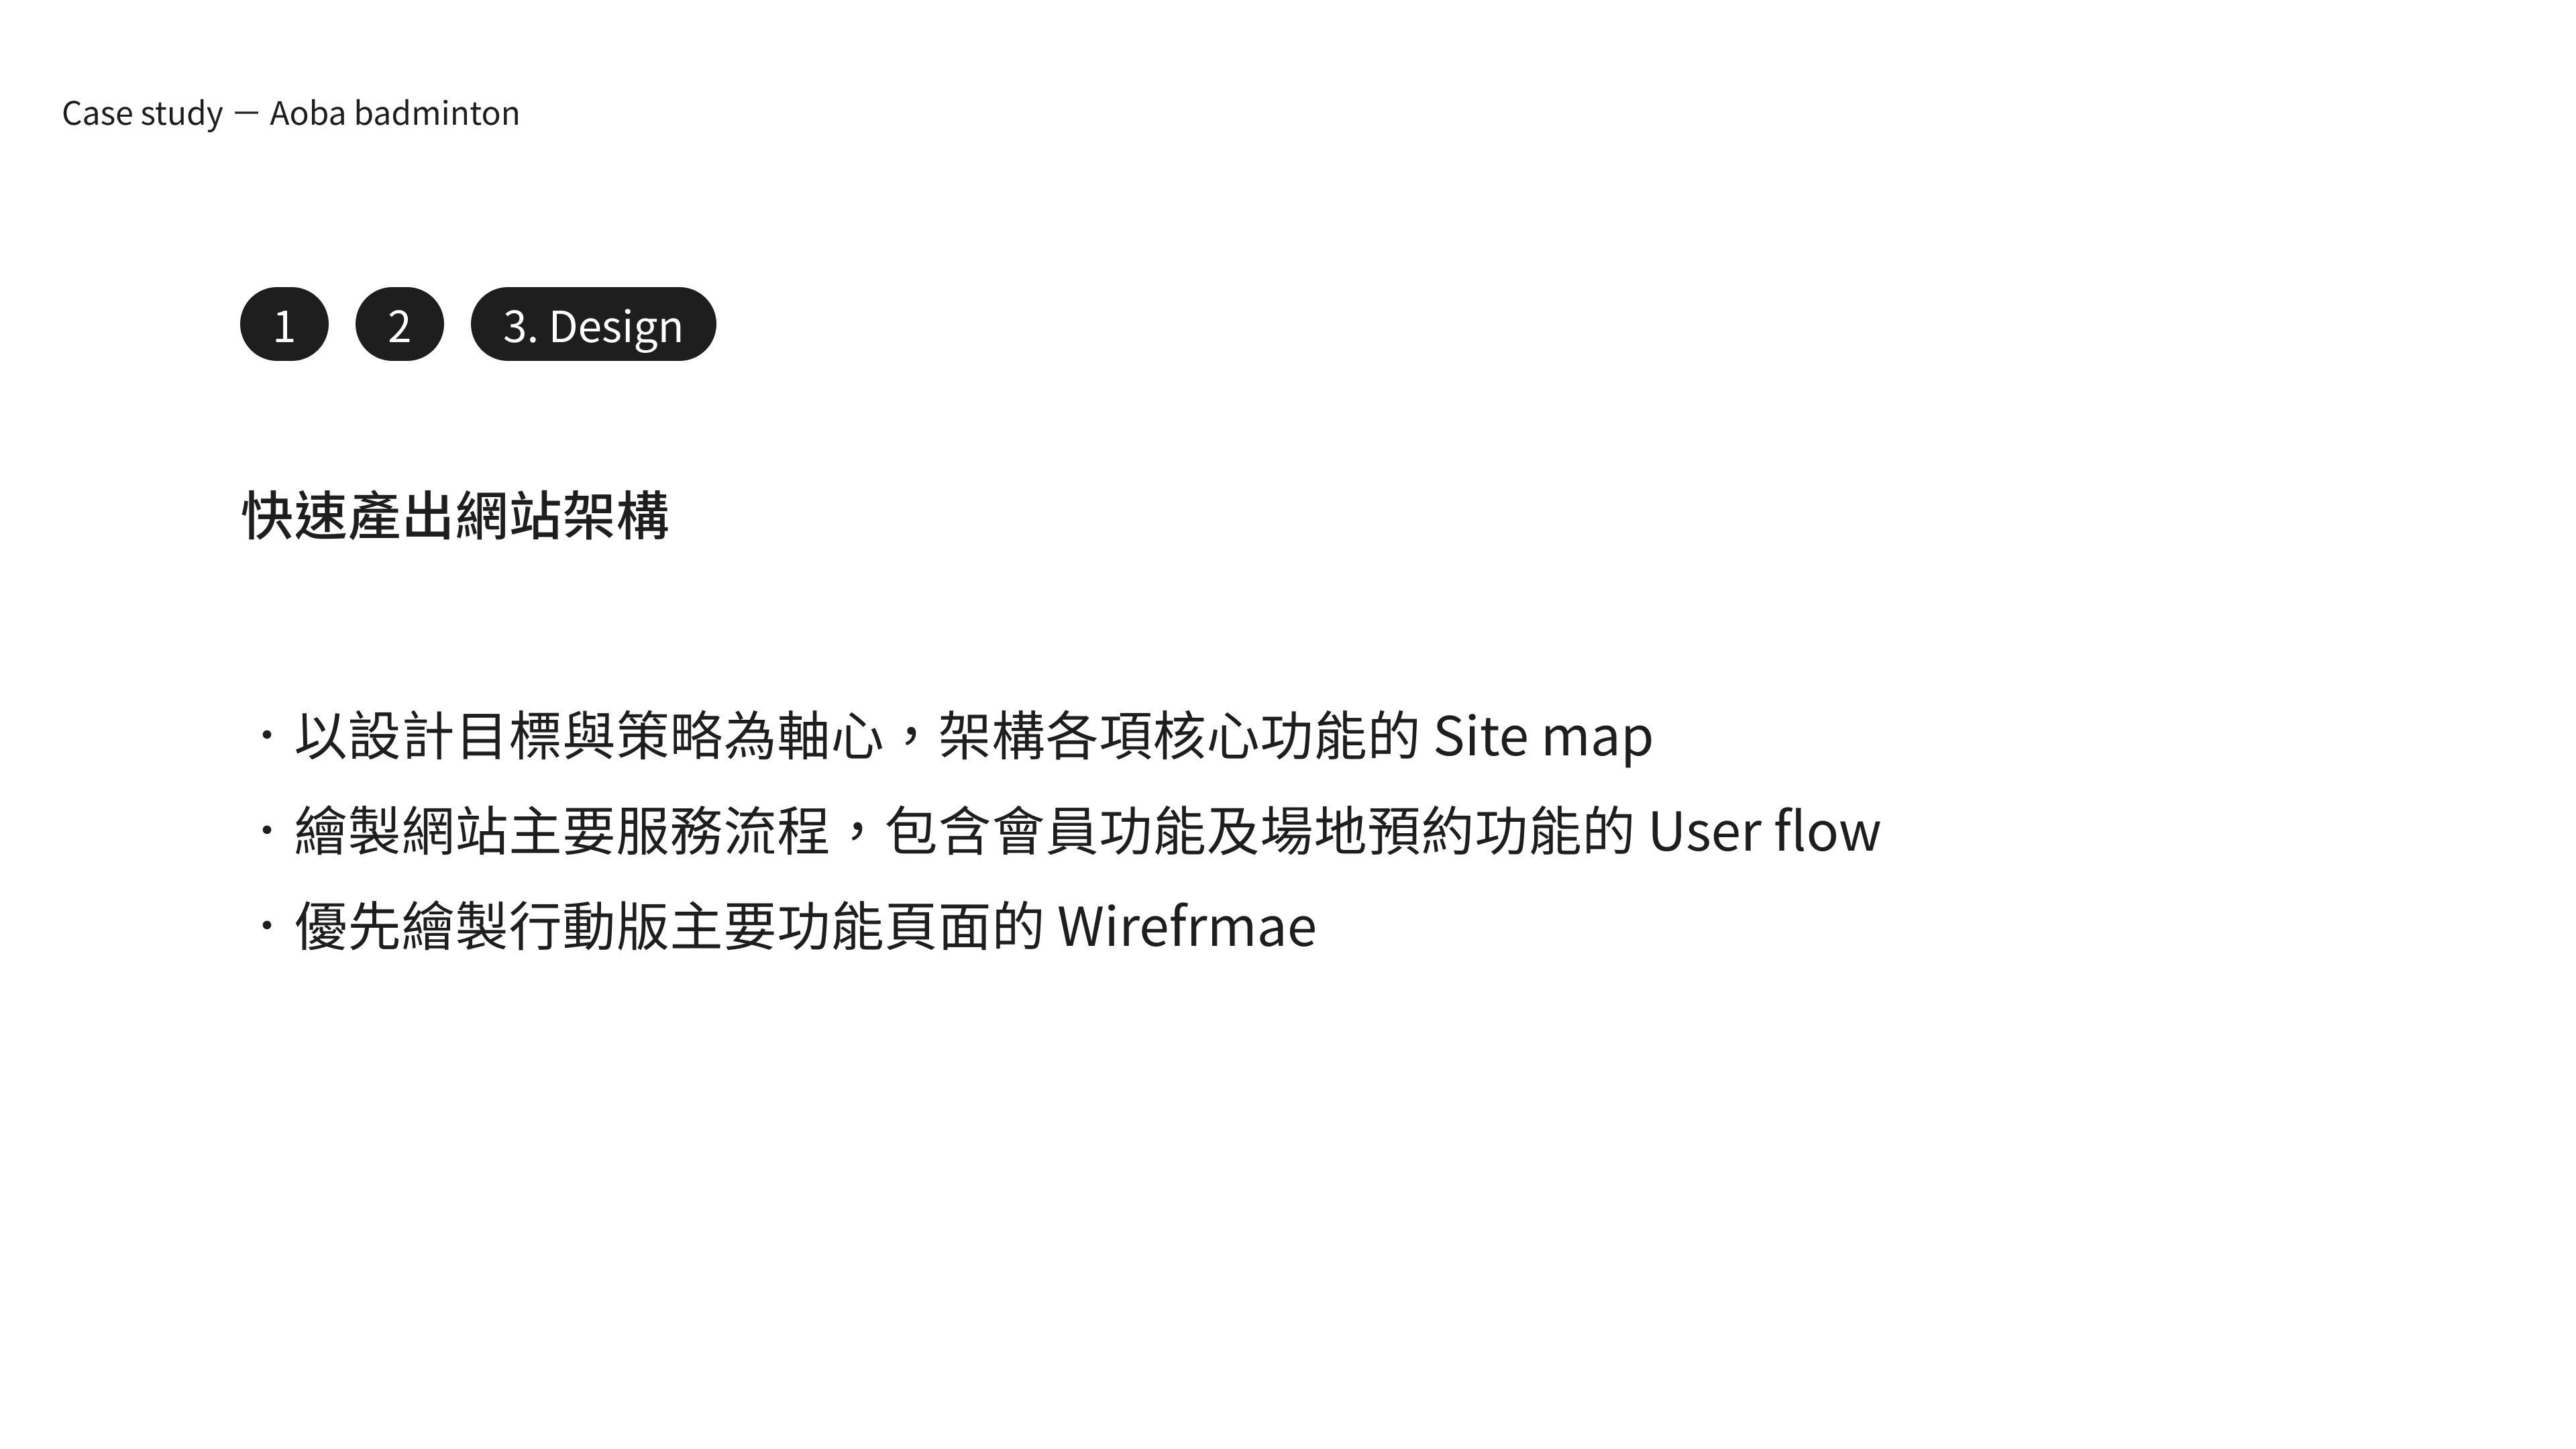 Case study — Aoba badminton
1 2 3. Design
快速產出網站架構
・以設計目標與策略為軸心，架構各項核心功能的 Site map
・繪製網站主要服務流程，包含會員功能及場地預約功能的 User flow
・優先繪製行動版主要功能頁面的 Wirefrmae